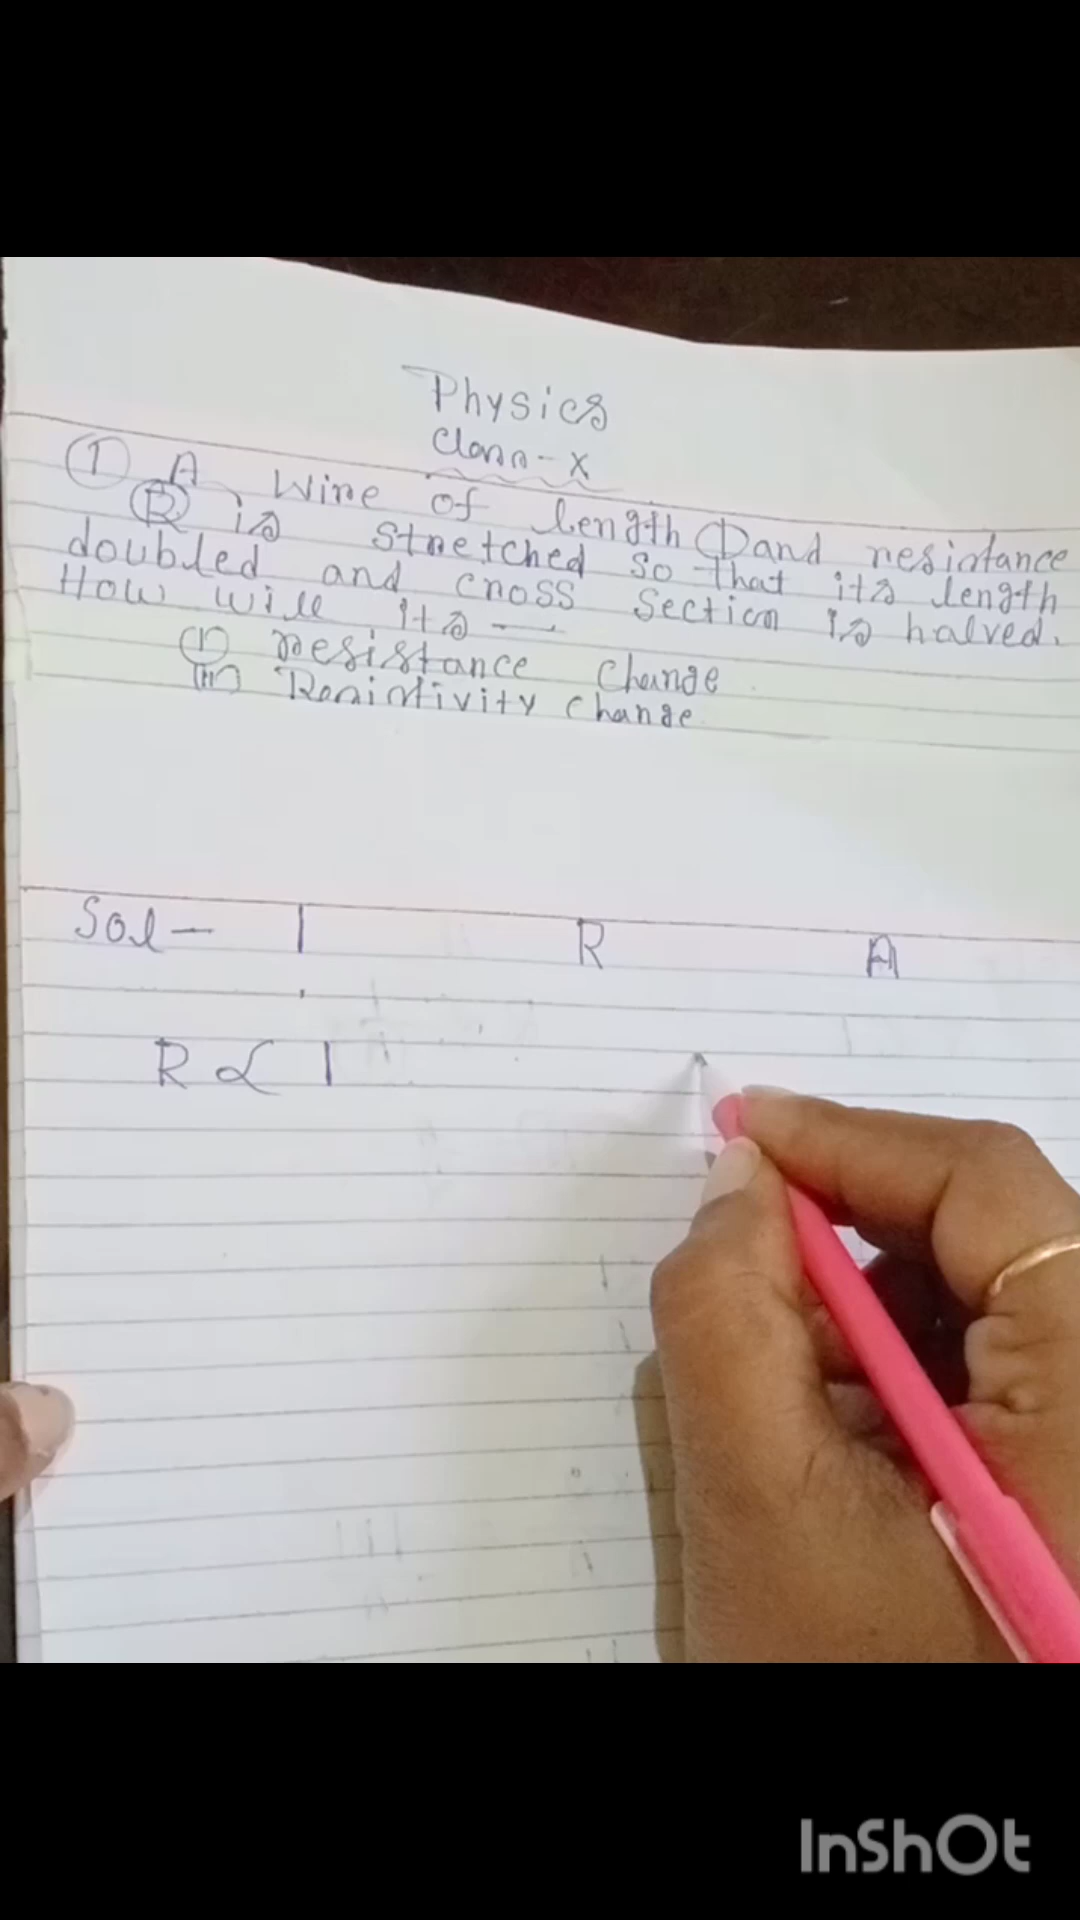 Physics
Class-X
① A Wire of length ⓛ and resistance
Ⓡ is stretched so that its length
doubled and cross section is halved.
How will its —
(i) resistance change
(ii) Resistivity change
Sol — l R A
R ∝ l
InShOt